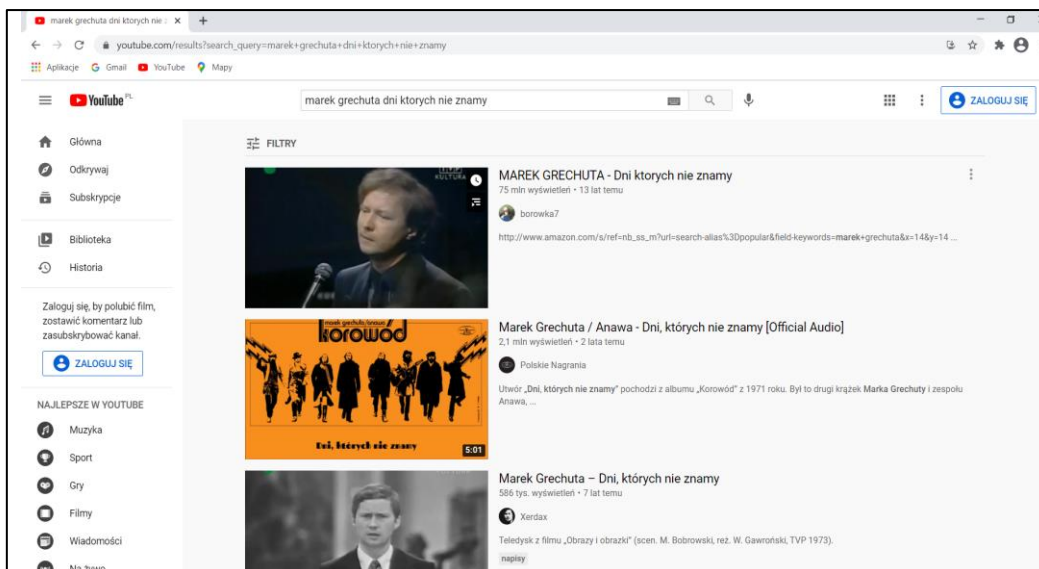 marek grechuta dni ktorych nie
youtube.com/results?search_query=marek+grechuta+dni+ktorych+nie+znamy
Aplikacje Gmail YouTube Mapy
YouTube PL
marek grechuta dni ktorych nie znamy
ZALOGUJ SIĘ
Główna
Odkrywaj
Subskrypcje
Biblioteka
Historia
Zaloguj się, by polubić film,
zostawić komentarz lub
zasubskrybować kanał.
ZALOGUJ SIĘ
NAJLEPSZE W YOUTUBE
Muzyka
Sport
Gry
Filmy
Wiadomości
Na żywo
FILTRY
KULTURA
MAREK GRECHUTA - Dni ktorych nie znamy
75 mln wyświetleń • 13 lat temu
borowka7
http://www.amazon.com/s/ref=nb_ss_m?url=search-alias%3Dpopular&field-keywords=marek+grechuta&x=14&y=14 ...
marek grechuta/anawa
korowód
Dni, których nie znamy
5:01
Marek Grechuta / Anawa - Dni, których nie znamy [Official Audio]
2,1 mln wyświetleń • 2 lata temu
Polskie Nagrania
Utwór „Dni, których nie znamy” pochodzi z albumu „Korowód” z 1971 roku. Był to drugi krążek Marka Grechuty i zespołu
Anawa, ...
Marek Grechuta – Dni, których nie znamy
586 tys. wyświetleń • 7 lat temu
Xerdax
Teledysk z filmu „Obrazy i obrazki” (scen. M. Bobrowski, reż. W. Gawroński, TVP 1973).
napisy